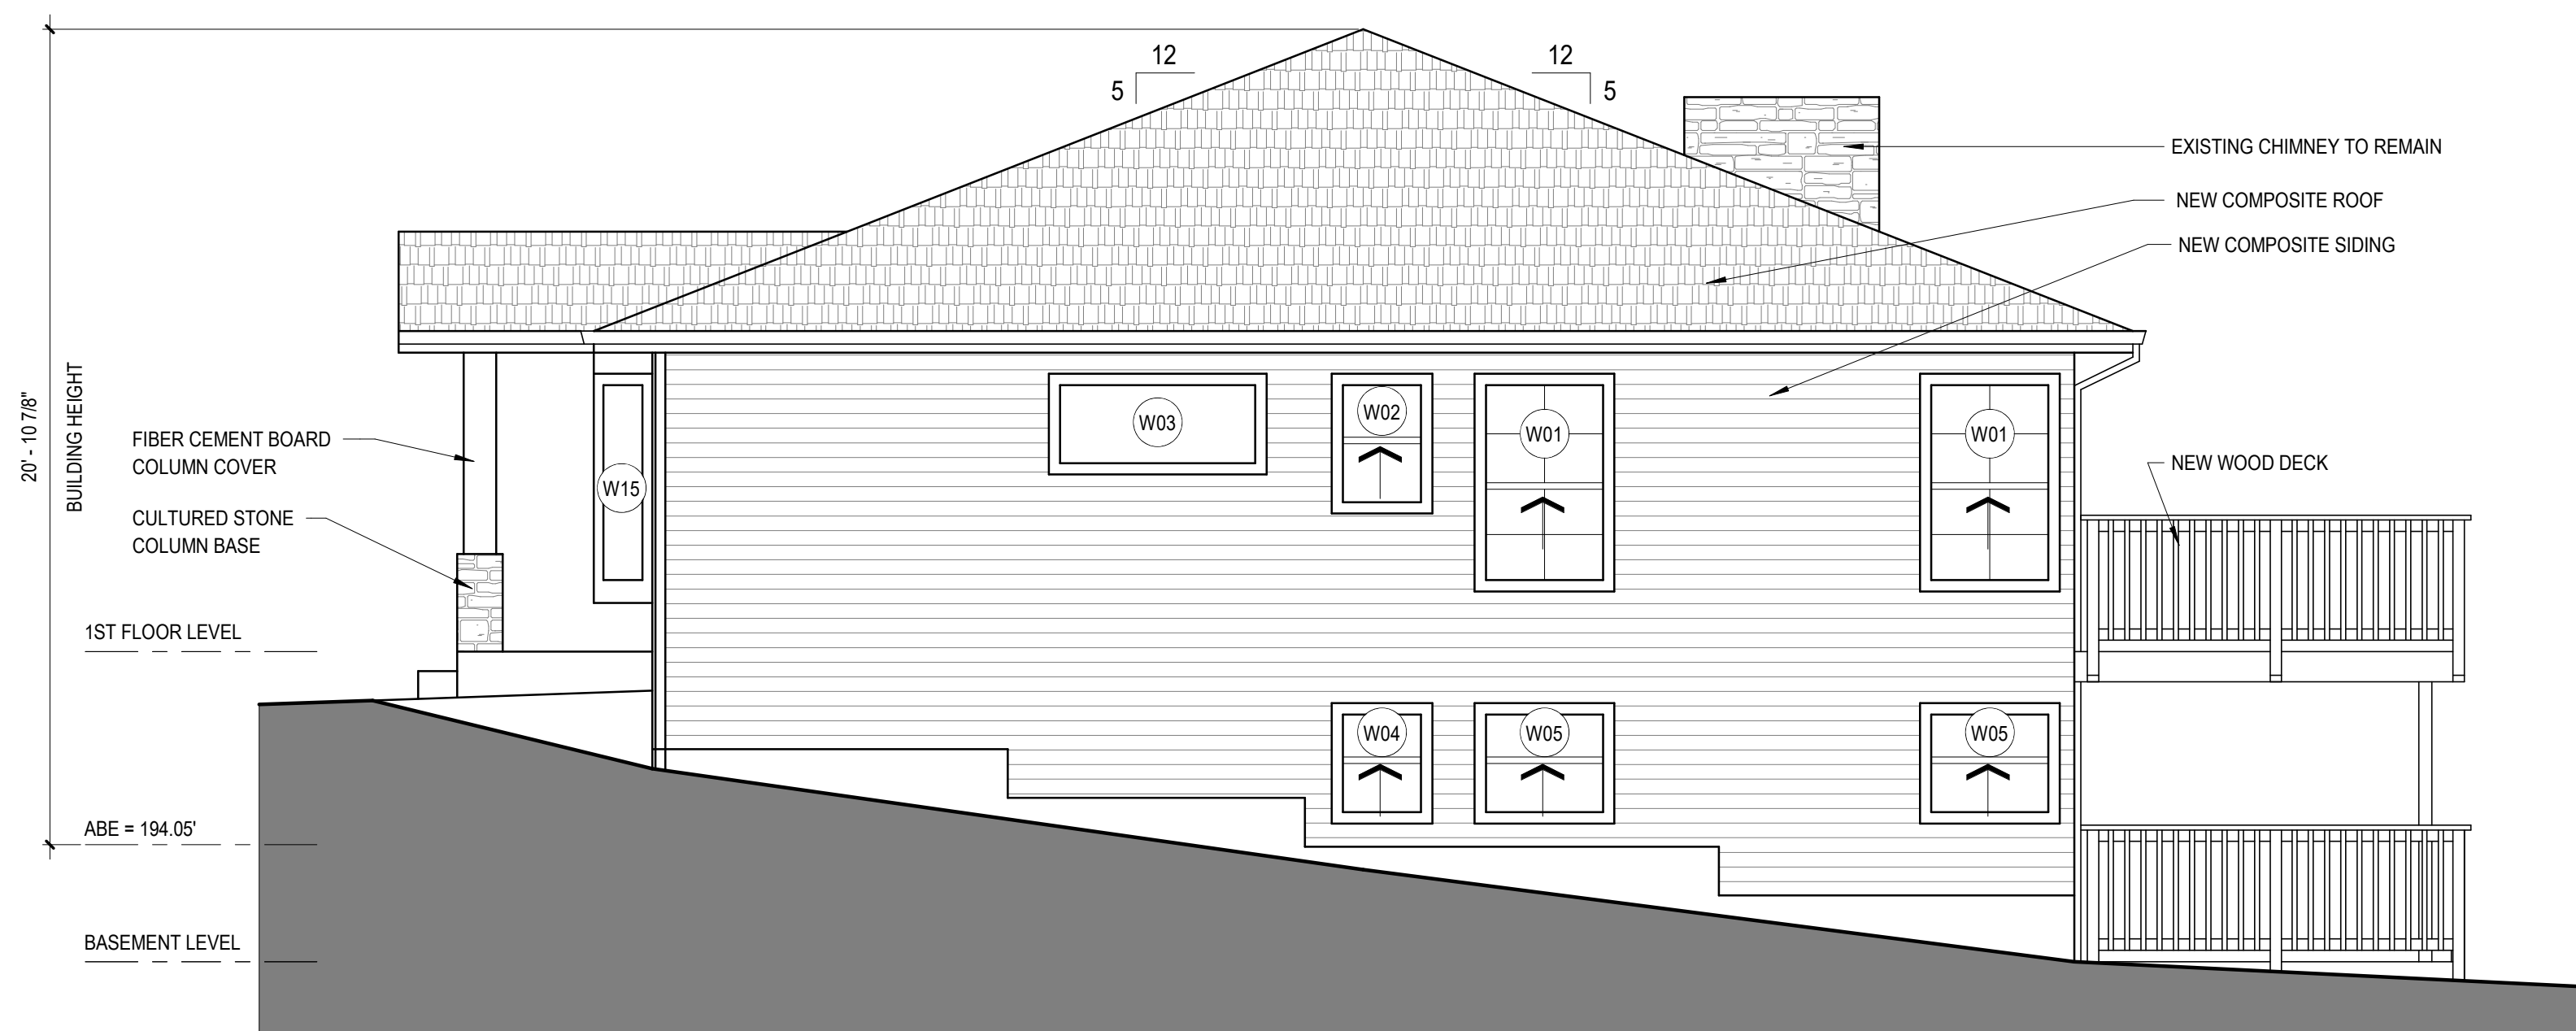 12
5
12
5
EXISTING CHIMNEY TO REMAIN
NEW COMPOSITE ROOF
NEW COMPOSITE SIDING
20' - 10 7/8"
BUILDING HEIGHT
FIBER CEMENT BOARD
COLUMN COVER
CULTURED STONE
COLUMN BASE
W15
W03
W02
W01
W01
NEW WOOD DECK
1ST FLOOR LEVEL
W04
W05
W05
ABE = 194.05'
BASEMENT LEVEL